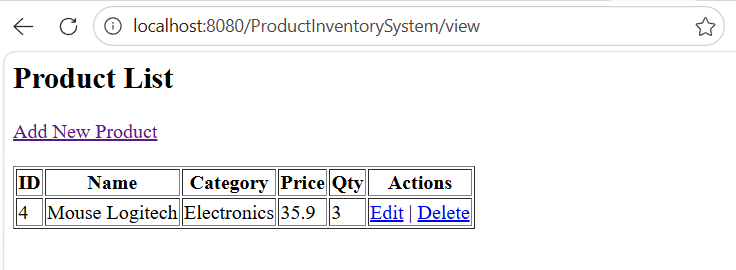 localhost:8080/ProductInventorySystem/view
Product List
Add New Product
ID Name Category Price Qty Actions
4 Mouse Logitech Electronics 35.9 3 Edit | Delete